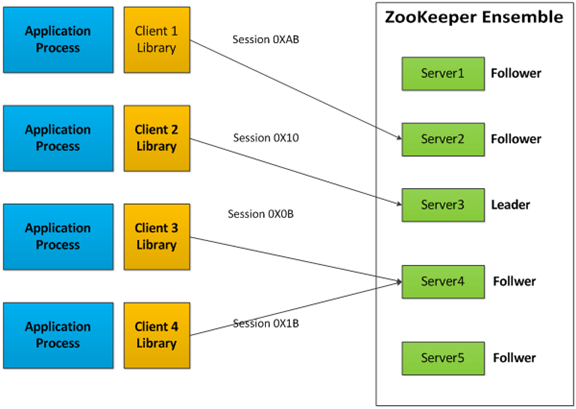 ZooKeeper Ensemble
Application
Process
Client 1
Library
Session 0XAB
Server1 Follower
Server2 Follower
Application
Process
Client 2
Library
Session 0X10
Server3 Leader
Application
Process
Client 3
Library
Session 0X0B
Server4 Follwer
Application
Process
Client 4
Library
Session 0X1B
Server5 Follwer